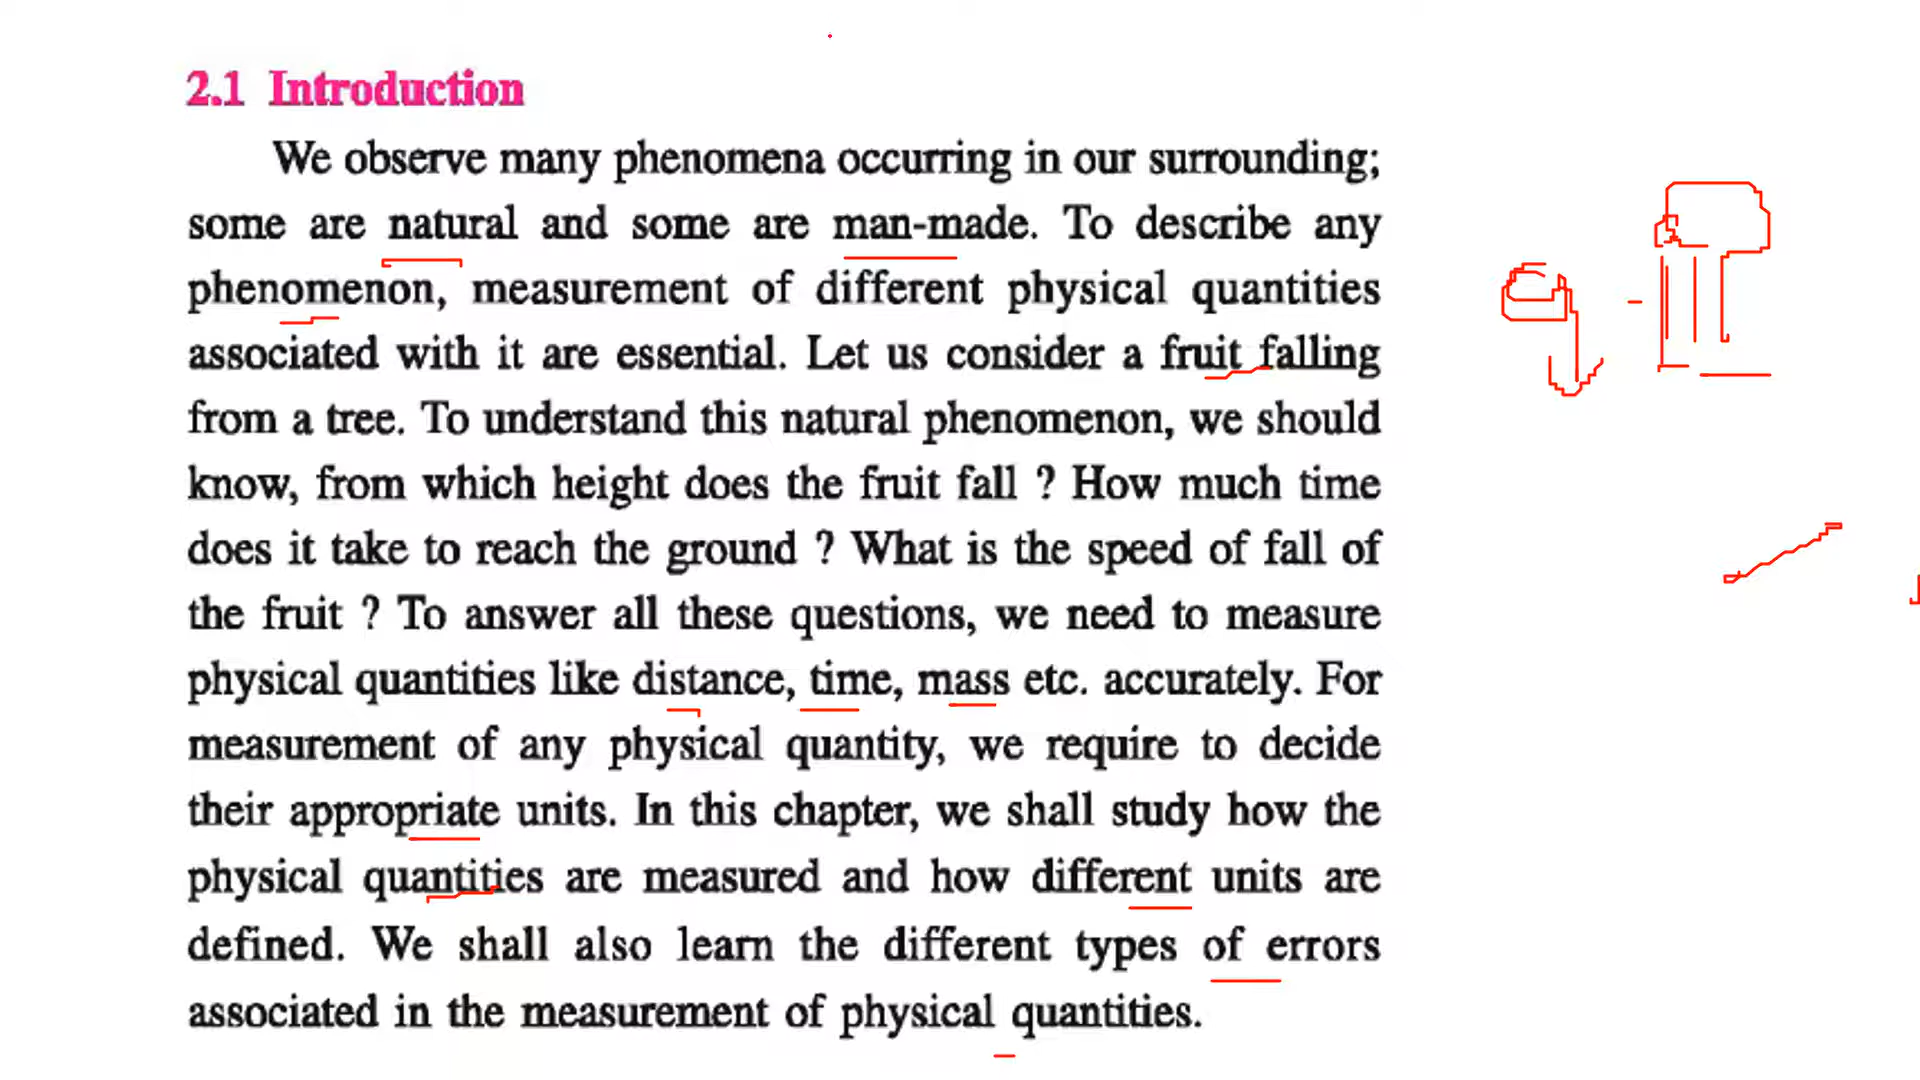 2.1 Introduction
We observe many phenomena occurring in our surrounding;
some are natural and some are man-made. To describe any
phenomenon, measurement of different physical quantities
associated with it are essential. Let us consider a fruit falling
from a tree. To understand this natural phenomenon, we should
know, from which height does the fruit fall ? How much time
does it take to reach the ground ? What is the speed of fall of
the fruit ? To answer all these questions, we need to measure
physical quantities like distance, time, mass etc. accurately. For
measurement of any physical quantity, we require to decide
their appropriate units. In this chapter, we shall study how the
physical quantities are measured and how different units are
defined. We shall also learn the different types of errors
associated in the measurement of physical quantities.